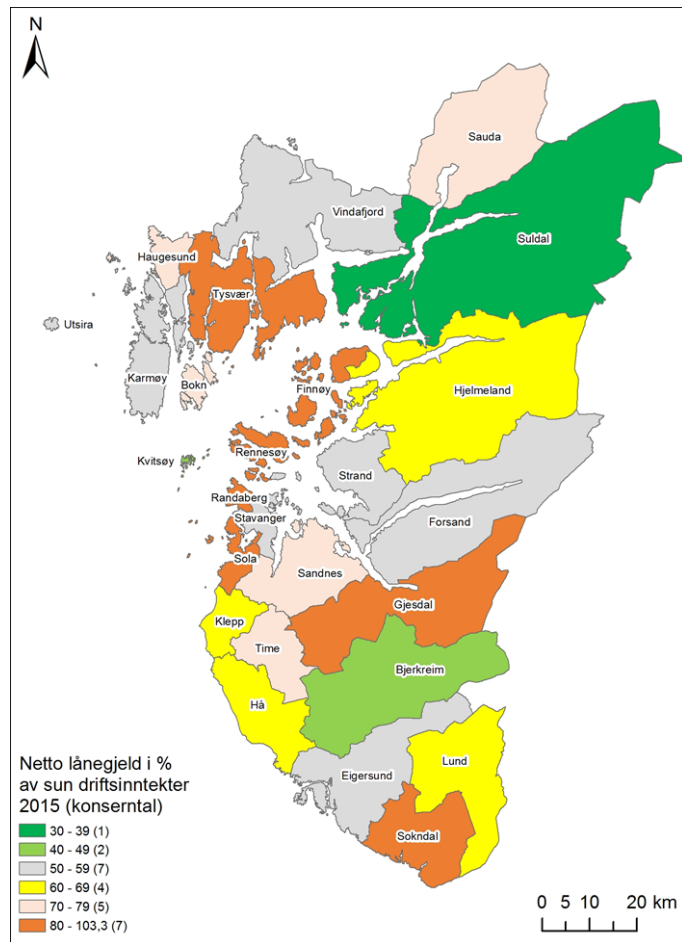 N
Sauda
Vindafjord
Suldal
Haugesund
Tysvær
Utsira
Karmøy
Bokn
Finnøy
Hjelmeland
Rennesøy
Kvitsøy
Strand
Randaberg
Stavanger
Forsand
Sola
Sandnes
Gjesdal
Klepp
Time
Bjerkreim
Hå
Lund
Eigersund
Sokndal
Netto lånegjeld i %
av sun driftsinntekter
2015 (konserntal)
30 - 39 (1)
40 - 49 (2)
50 - 59 (7)
60 - 69 (4)
70 - 79 (5)
80 - 103,3 (7)
0 5 10 20 km